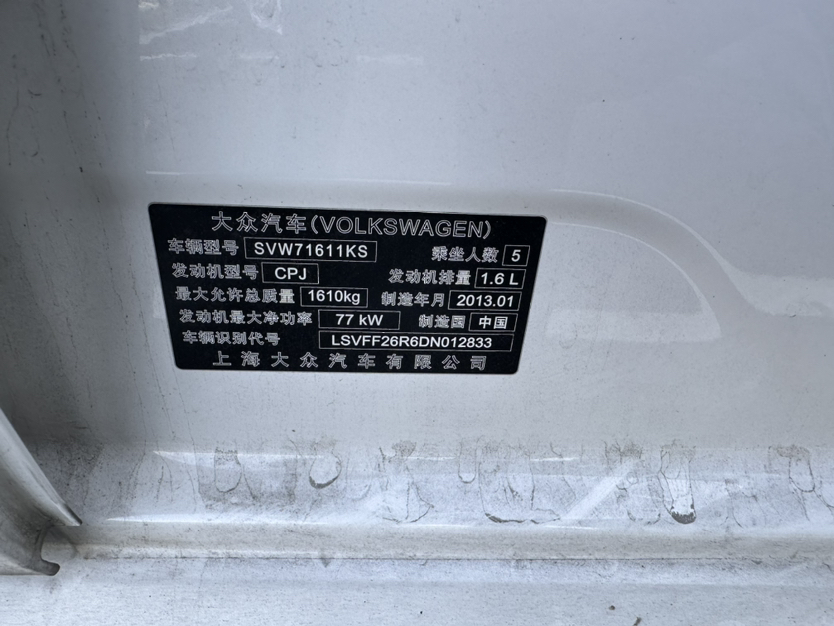 大众汽车(VOLKSWAGEN)
车辆型号 SVW71611KS 乘坐人数 5
发动机型号 CPJ 发动机排量 1.6 L
最大允许总质量 1610kg 制造年月 2013.01
发动机最大净功率 77 kW 制造国 中国
车辆识别代号 LSVFF26R6DN012833
上海大众汽车有限公司